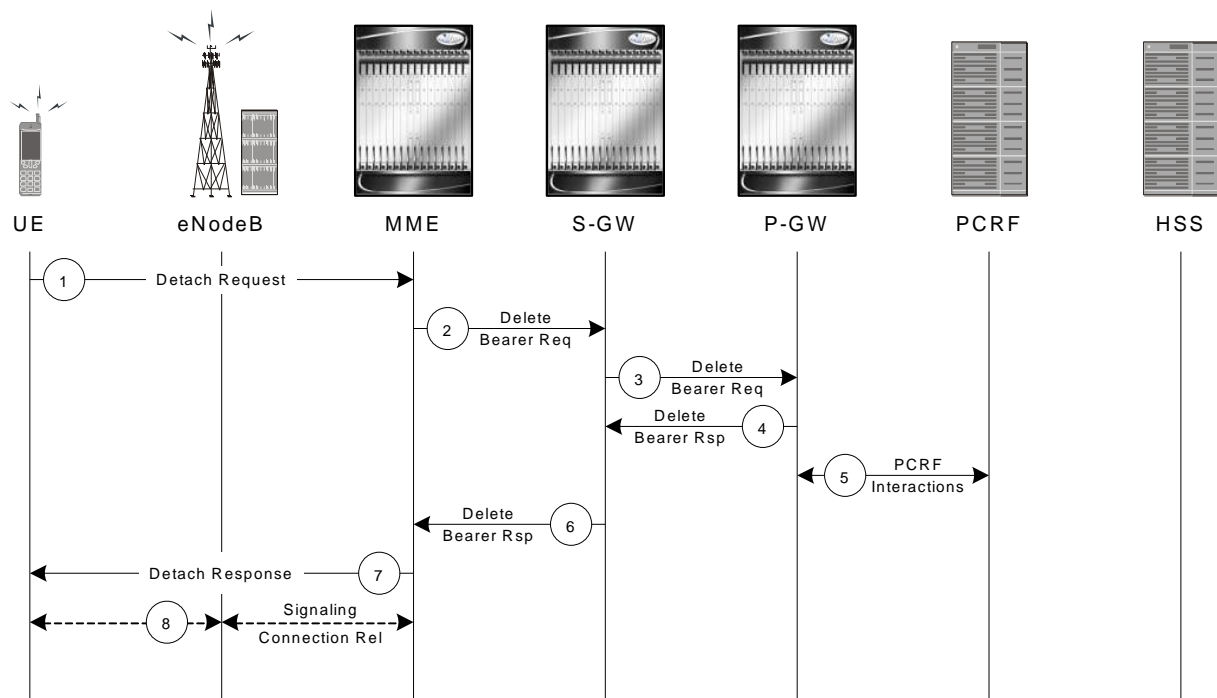 UE
eNodeB
MME
S-GW
P-GW
PCRF
HSS
1
Detach Request
2
Delete
Bearer Req
3
Delete
Bearer Req
Delete
Bearer Rsp
4
5
PCRF
Interactions
Delete
Bearer Rsp
6
Detach Response
7
8
Signaling
Connection Rel